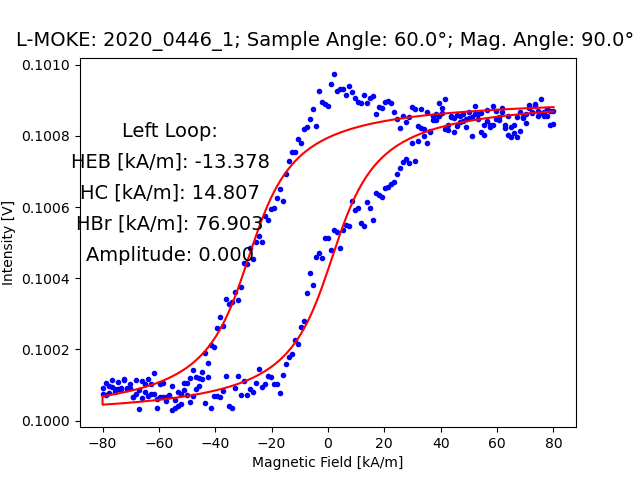 L-MOKE: 2020_0446_1; Sample Angle: 60.0°; Mag. Angle: 90.0°
0.1010
0.1008
0.1006
0.1004
0.1002
0.1000
Intensity [V]
Left Loop:
HEB [kA/m]: -13.378
HC [kA/m]: 14.807
HBr [kA/m]: 76.903
Amplitude: 0.000
−80 −60 −40 −20 0 20 40 60 80
Magnetic Field [kA/m]